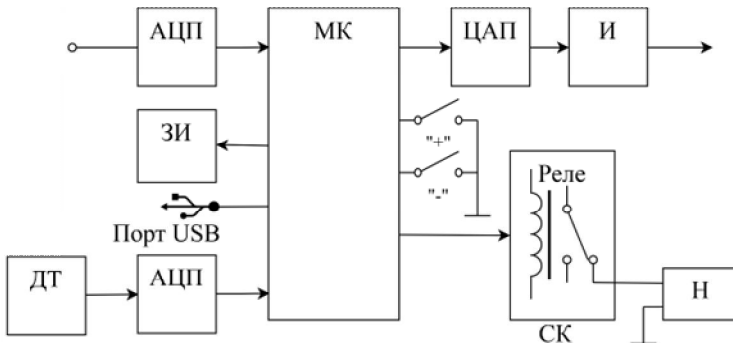 АЦП
МК
ЦАП
И
ЗИ
"+"
"-"
Реле
Порт USB
ДТ
АЦП
Н
СК